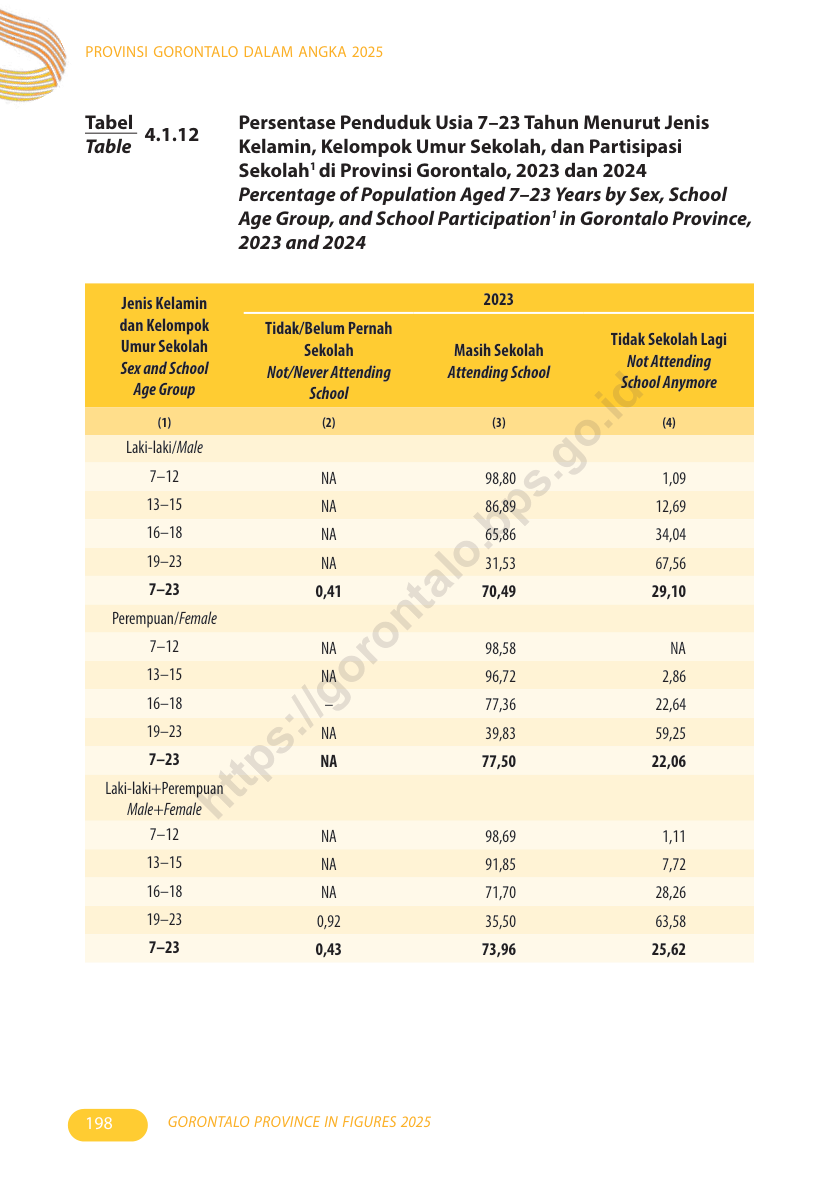 PROVINSI GORONTALO DALAM ANGKA 2025
Tabel
Table
4.1.12
Persentase Penduduk Usia 7–23 Tahun Menurut Jenis
Kelamin, Kelompok Umur Sekolah, dan Partisipasi
Sekolah¹ di Provinsi Gorontalo, 2023 dan 2024
Percentage of Population Aged 7–23 Years by Sex, School
Age Group, and School Participation¹ in Gorontalo Province,
2023 and 2024
Jenis Kelamin
dan Kelompok
Umur Sekolah
Sex and School
Age Group
2023
Tidak/Belum Pernah
Sekolah
Not/Never Attending
School
Masih Sekolah
Attending School
Tidak Sekolah Lagi
Not Attending
School Anymore
(1) (2) (3) (4)
Laki-laki/Male
7–12 NA 98,80 1,09
13–15 NA 86,89 12,69
16–18 NA 65,86 34,04
19–23 NA 31,53 67,56
7–23 0,41 70,49 29,10
Perempuan/Female
7–12 NA 98,58 NA
13–15 NA 96,72 2,86
16–18 – 77,36 22,64
19–23 NA 39,83 59,25
7–23 NA 77,50 22,06
Laki-laki+Perempuan
Male+Female
7–12 NA 98,69 1,11
13–15 NA 91,85 7,72
16–18 NA 71,70 28,26
19–23 0,92 35,50 63,58
7–23 0,43 73,96 25,62
https://gorontalo.bps.go.id
198
GORONTALO PROVINCE IN FIGURES 2025